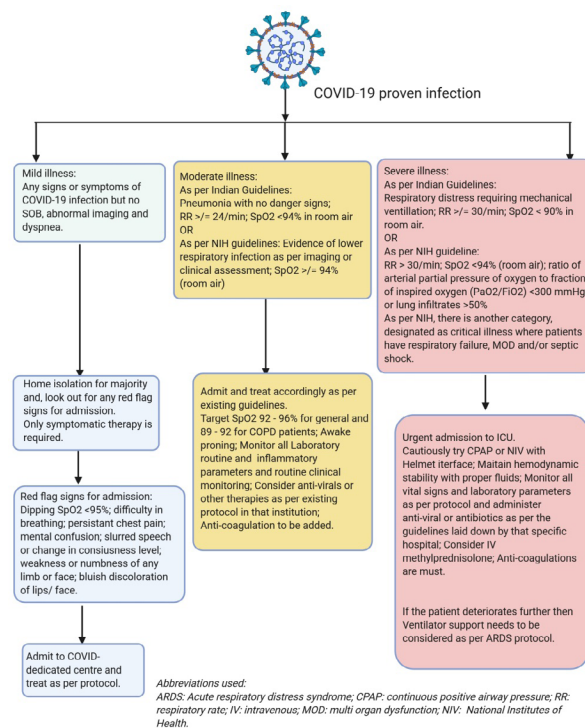 COVID-19 proven infection
Mild illness:
Any signs or symptoms of
COVID-19 infection but no
SOB, abnormal imaging and
dyspnea.
Moderate illness:
As per Indian Guidelines:
Pneumonia with no danger signs;
RR >/= 24/min; SpO2 <94% in room air
OR
As per NIH guidelines: Evidence of lower
respiratory infection as per imaging or
clinical assessment; SpO2 >/= 94%
(room air)
Severe illness:
As per Indian Guidelines:
Respiratory distress requiring mechanical
ventillation; RR >/= 30/min; SpO2 < 90% in
room air.
OR
As per NIH guideline:
RR > 30/min; SpO2 <94% (room air); ratio of
arterial partial pressure of oxygen to fraction
of inspired oxygen (PaO2/FiO2) <300 mmHg
or lung infiltrates >50%
As per NIH, there is another category,
designated as critical illness where patients
have respiratory failure, MOD and/or septic
shock.
Home isolation for majority
and, look out for any red flag
signs for admission.
Only symptomatic therapy is
required.
Admit and treat accordingly as per
existing guidelines.
Target SpO2 92 - 96% for general and
89 - 92 for COPD patients; Awake
proning; Monitor all Laboratory
routine and inflammatory
parameters and routine clinical
monitoring; Consider anti-virals or
other therapies as per existing
protocol in that institution;
Anti-coagulation to be added.
Urgent admission to ICU.
Cautiously try CPAP or NIV with
Helmet iterface; Maitain hemodynamic
stability with proper fluids; Monitor all
vital signs and laboratory parameters
as per protocol and administer
anti-viral or antibiotics as per the
guidelines laid down by that specific
hospital; Consider IV
methylprednisolone; Anti-coagulations
are must.
If the patient deteriorates further then
Ventilator support needs to be
considered as per ARDS protocol.
Red flag signs for admission:
Dipping SpO2 <95%; difficulty in
breathing; persistant chest pain;
mental confusion; slurred speech
or change in consiusness level;
weakness or numbness of any
limb or face; bluish discoloration
of lips/ face.
Admit to COVID-
dedicated centre and
treat as per protocol.
Abbreviations used:
ARDS: Acute respiratory distress syndrome; CPAP: continuous positive airway pressure; RR:
respiratory rate; IV: intravenous; MOD: multi organ dysfunction; NIV: National Institutes of
Health.